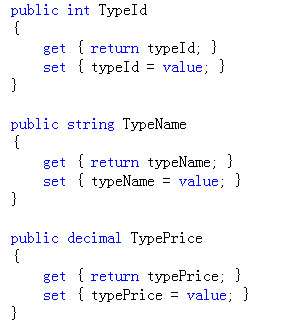 public int TypeId
{
    get { return typeId; }
    set { typeId = value; }
}

public string TypeName
{
    get { return typeName; }
    set { typeName = value; }
}

public decimal TypePrice
{
    get { return typePrice; }
    set { typePrice = value; }
}